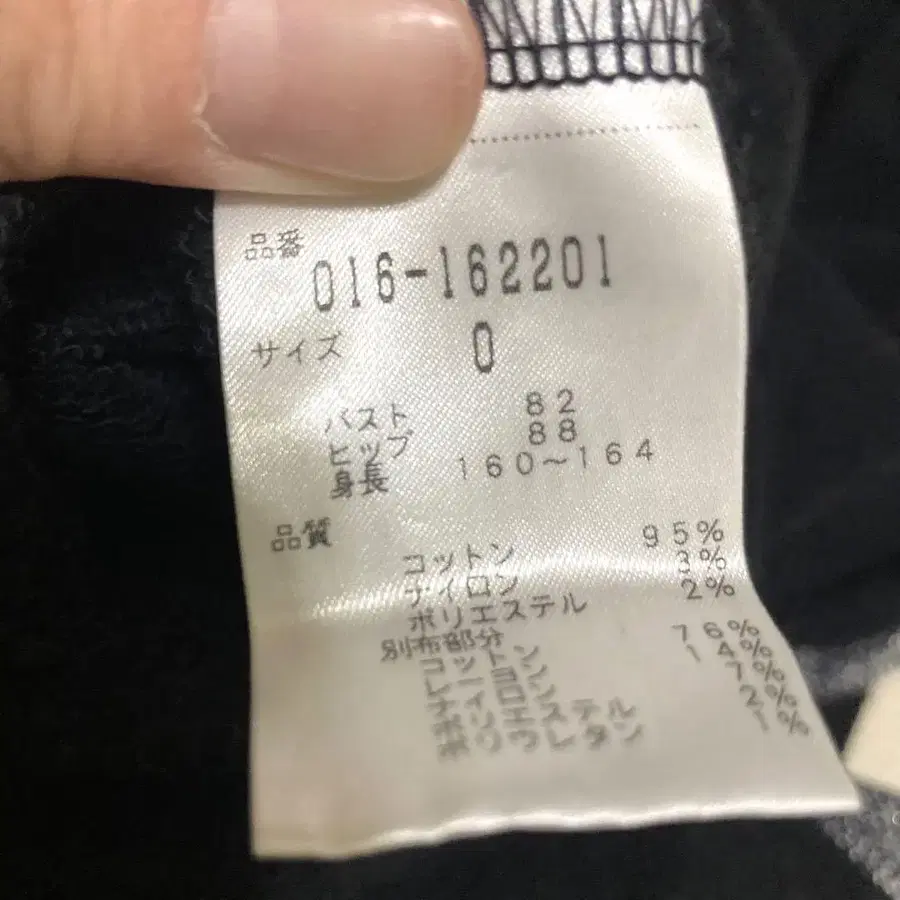 品番
016-162201
サイズ 0
バスト 82
ヒップ 88
身長 160～164
品質
コットン 95%
ナイロン 3%
ポリエステル 2%
別布部分
コットン 76%
レーヨン 14%
ナイロン 7%
ポリエステル 2%
ポリウレタン 1%